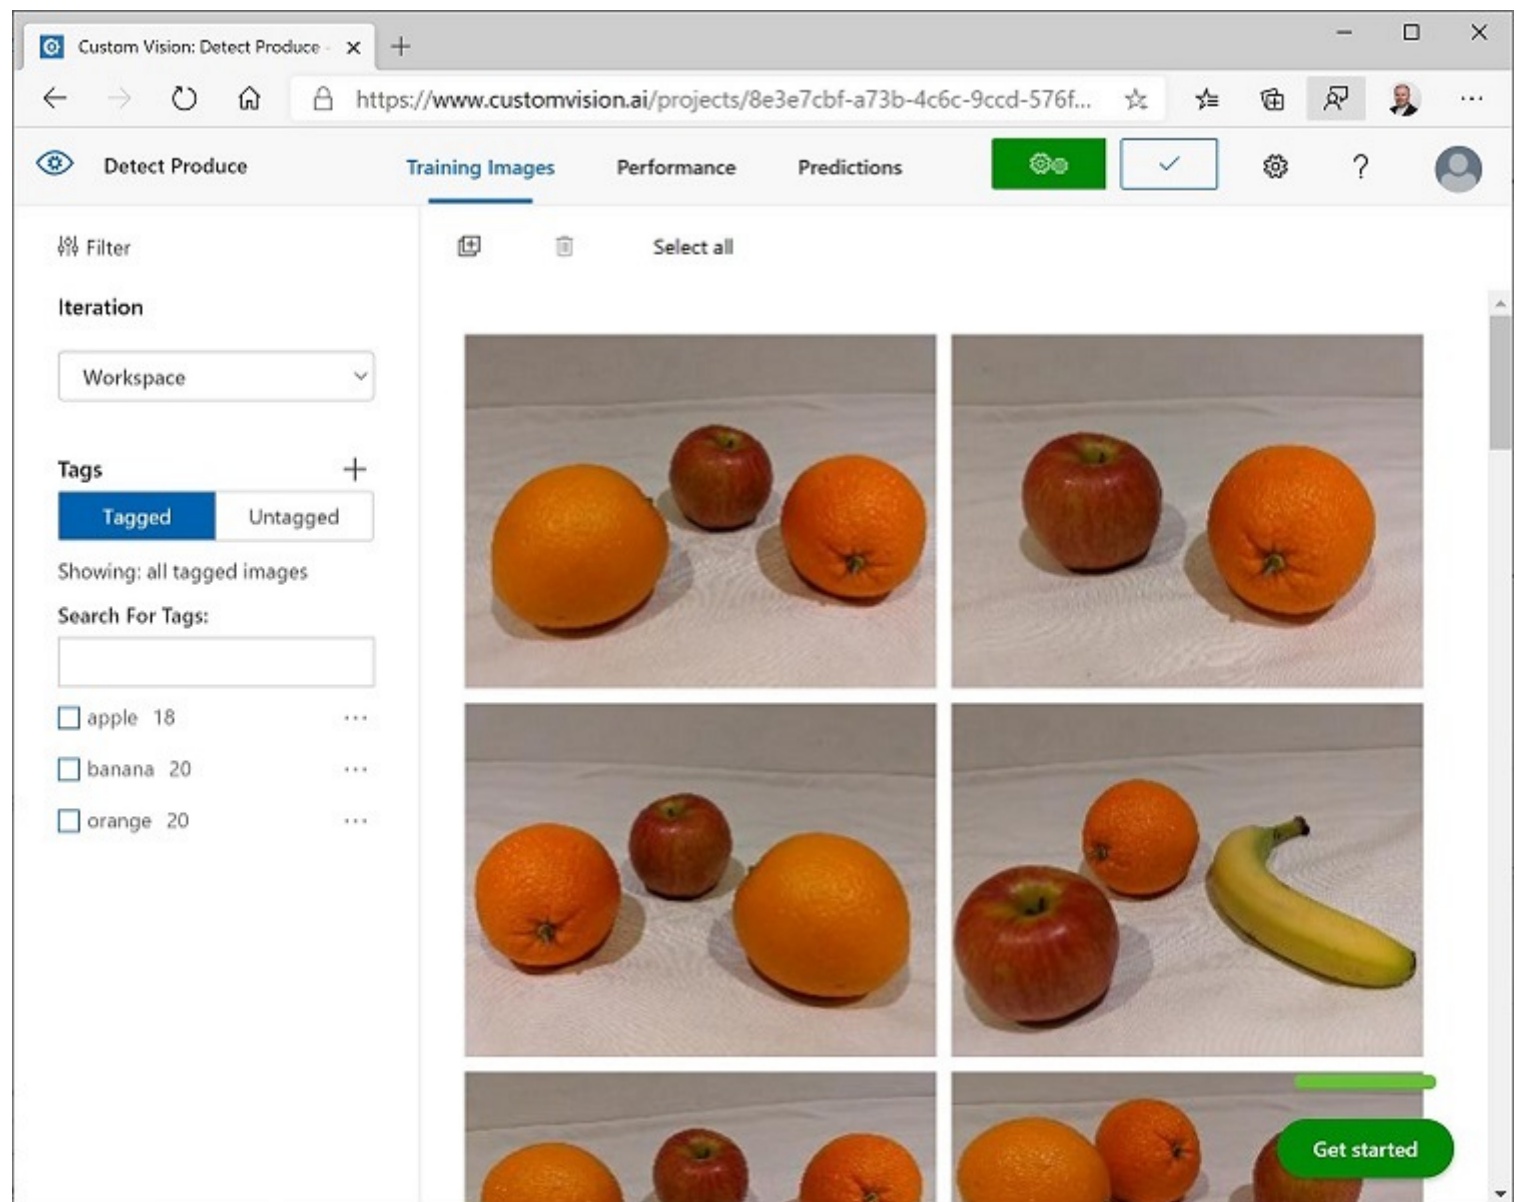 Custom Vision: Detect Produce -
https://www.customvision.ai/projects/8e3e7cbf-a73b-4c6c-9ccd-576f...
Detect Produce Training Images Performance Predictions ?
Filter
Select all
Iteration
Workspace
Tags
Tagged Untagged
Showing: all tagged images
Search For Tags:
apple 18 ...
banana 20 ...
orange 20 ...
Get started